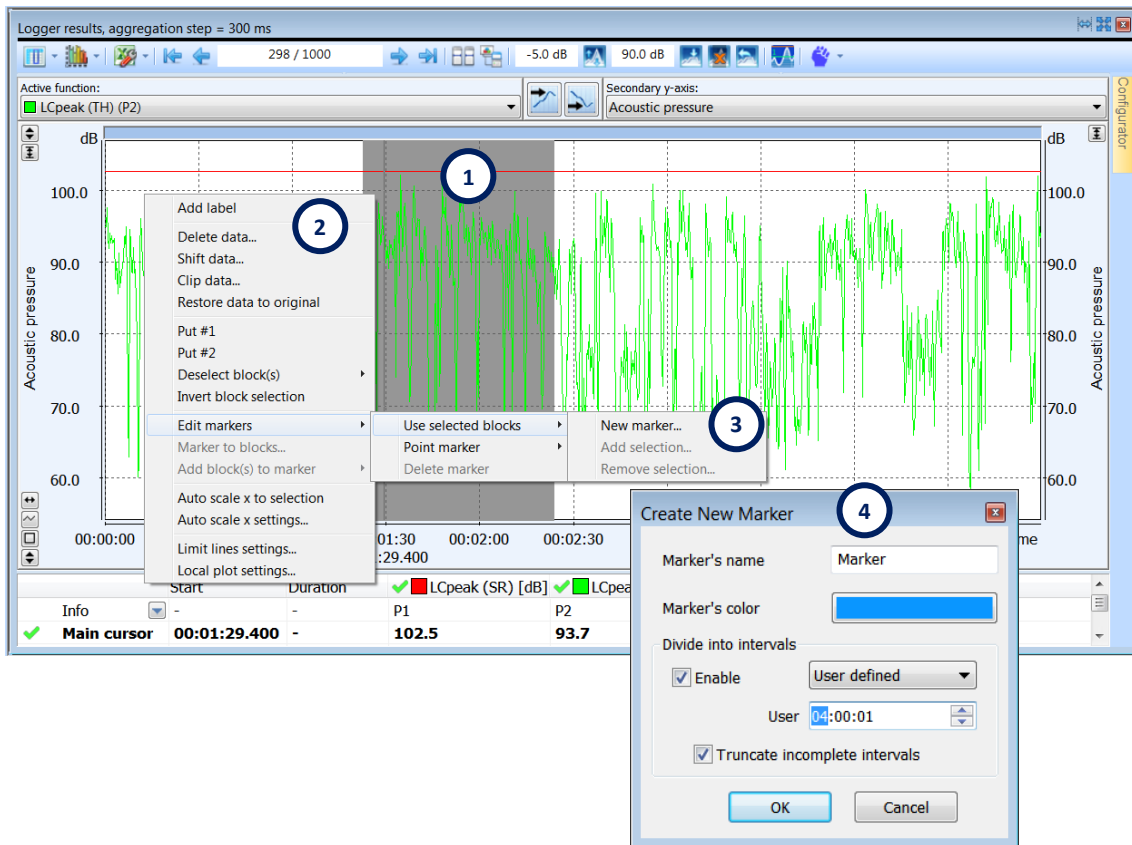 Logger results, aggregation step = 300 ms
298 / 1000 -5.0 dB 90.0 dB
Active function: Secondary y-axis:
LCpeak (TH) (P2) Acoustic pressure
Configurator
dB dB
1
100.0 100.0
2
Add label
Delete data...
Shift data...
Clip data...
Restore data to original
Put #1
Put #2
Deselect block(s)
Invert block selection
Edit markers
Marker to blocks...
Add block(s) to marker
Auto scale x to selection
Auto scale x settings...
Limit lines settings...
Local plot settings...
Use selected blocks
Point marker
Delete marker
New marker...
Add selection...
Remove selection...
3
90.0 90.0
80.0 80.0
70.0 70.0
60.0 60.0
Acoustic pressure
Acoustic pressure
00:00:00 01:30 00:02:00 00:02:30 me
:29.400
Start Duration LCpeak (SR) [dB] LCpea
Info - - P1 P2
Main cursor 00:01:29.400 - 102.5 93.7
4
Create New Marker
Marker's name Marker
Marker's color
Divide into intervals
Enable User defined
User 04:00:01
Truncate incomplete intervals
OK Cancel